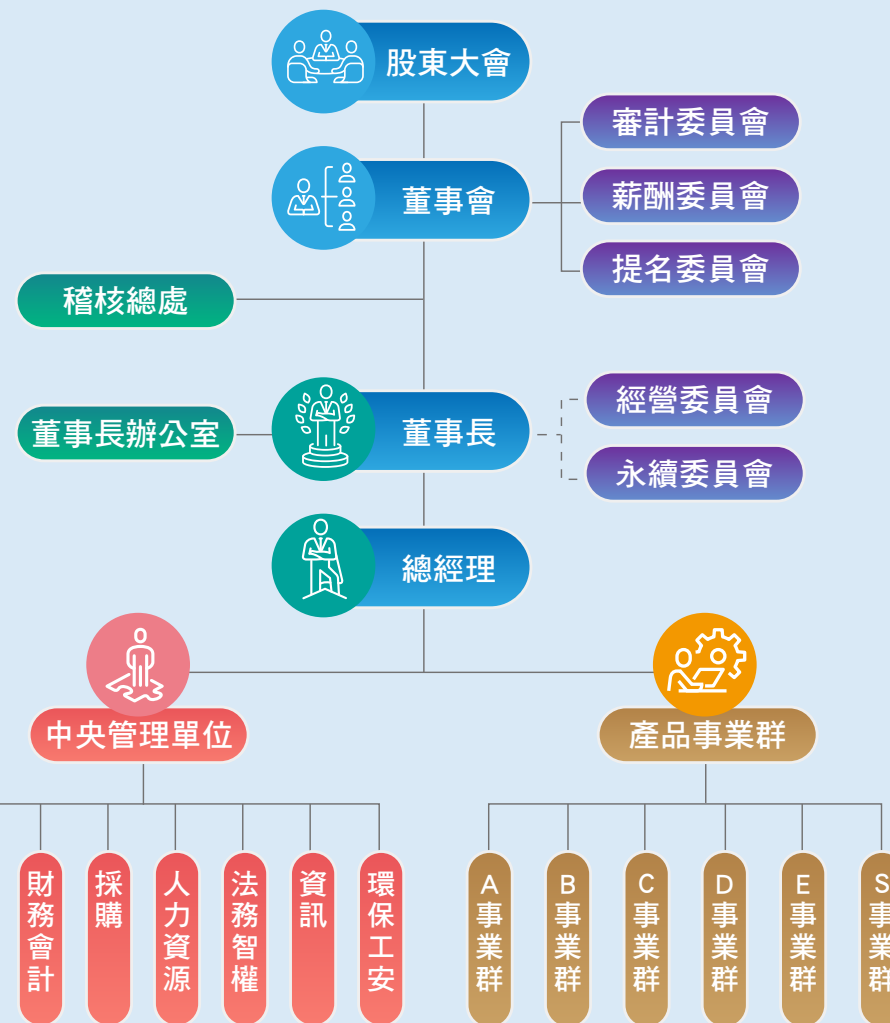 股東大會
董事會
審計委員會
薪酬委員會
提名委員會
稽核總處
董事長辦公室
董事長
經營委員會
永續委員會
總經理
中央管理單位
產品事業群
財務會計
採購
人力資源
法務智權
資訊
環保工安
A事業群
B事業群
C事業群
D事業群
E事業群
S事業群